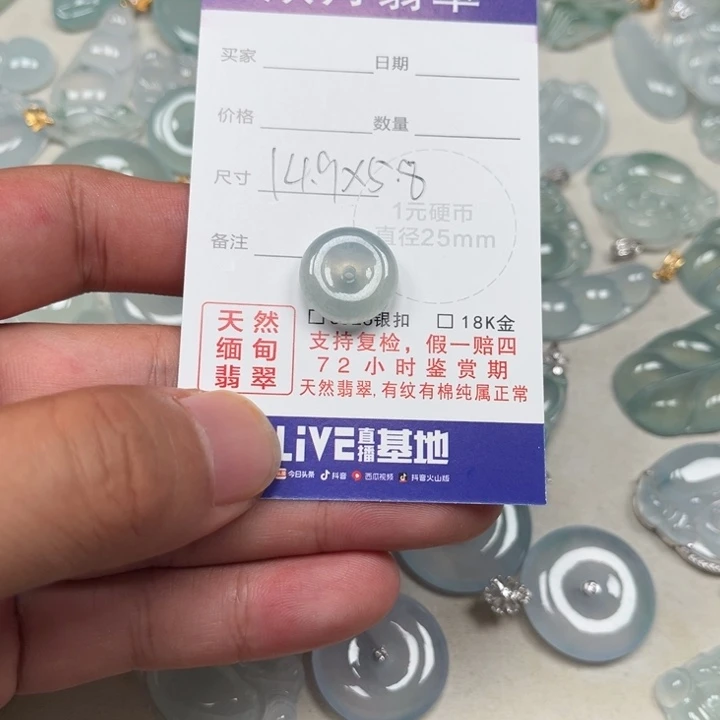 买家 日期
价格 数量
尺寸 14.9×5.8
1元硬币
直径25mm
备注
银扣 18K金
天然
缅甸
翡翠
支持复检，假一赔四
72小时鉴赏期
天然翡翠,有纹有棉纯属正常
LiVE直播基地
今日头条 抖音 西瓜视频 抖音火山版